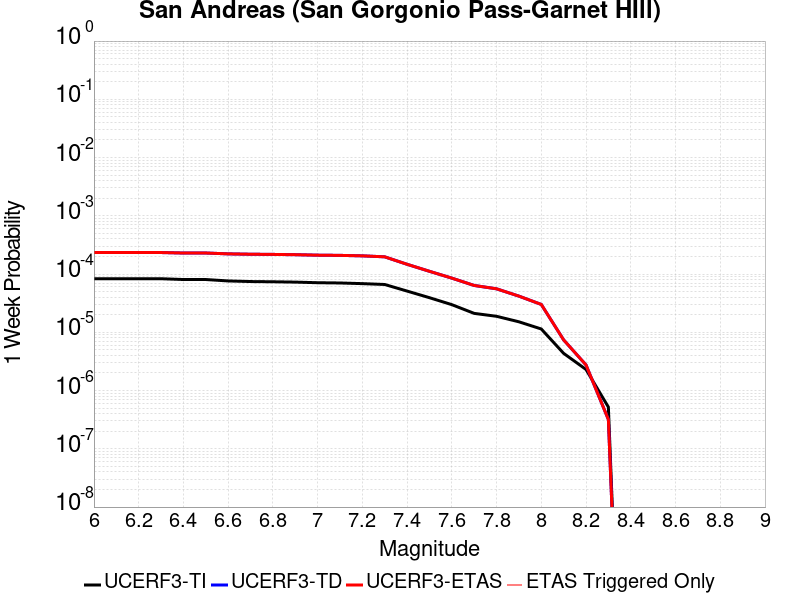 San Andreas (San Gorgonio Pass-Garnet HIll)
1 Week Probability
10^0
10^-1
10^-2
10^-3
10^-4
10^-5
10^-6
10^-7
10^-8
6 6.2 6.4 6.6 6.8 7 7.2 7.4 7.6 7.8 8 8.2 8.4 8.6 8.8 9
Magnitude
UCERF3-TI UCERF3-TD UCERF3-ETAS ETAS Triggered Only